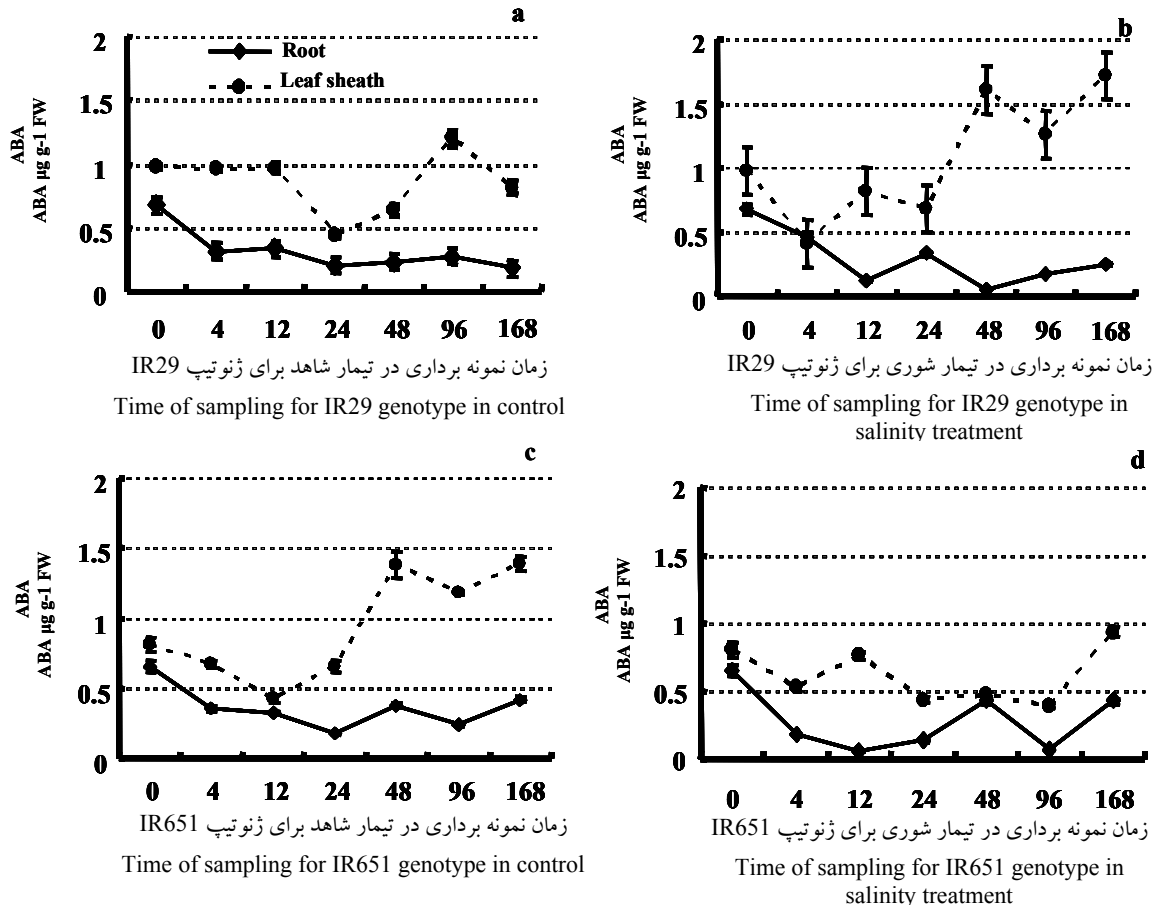 a
2
1.5
1
0.5
0
ABA
ABA µg g-1 FW
Root
Leaf sheath
0 4 12 24 48 96 168
زمان نمونه برداری در تیمار شاهد برای ژنوتیپ IR29
Time of sampling for IR29 genotype in control
b
2
1.5
1
0.5
0
ABA
ABA µg g-1 FW
0 4 12 24 48 96 168
زمان نمونه برداری در تیمار شوری برای ژنوتیپ IR29
Time of sampling for IR29 genotype in
salinity treatment
c
2
1.5
1
0.5
0
ABA
ABA µg g-1 FW
0 4 12 24 48 96 168
زمان نمونه برداری در تیمار شاهد برای ژنوتیپ IR651
Time of sampling for IR651 genotype in control
d
2
1.5
1
0.5
0
ABA
ABA µg g-1 FW
0 4 12 24 48 96 168
زمان نمونه برداری در تیمار شوری برای ژنوتیپ IR651
Time of sampling for IR651 genotype in
salinity treatment